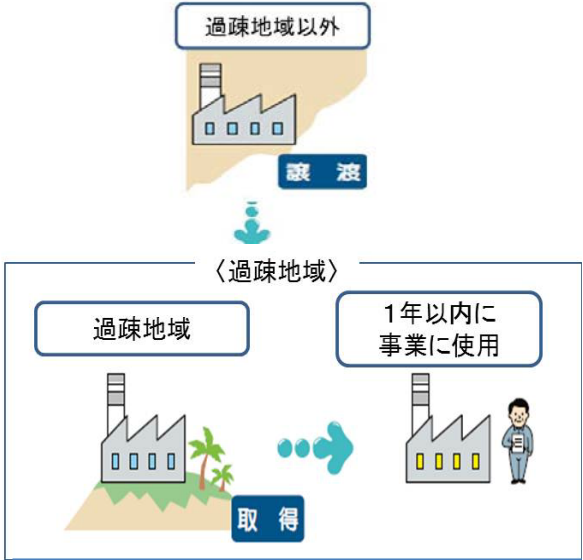 過疎地域以外
譲渡
〈過疎地域〉
過疎地域
1年以内に
事業に使用
取得